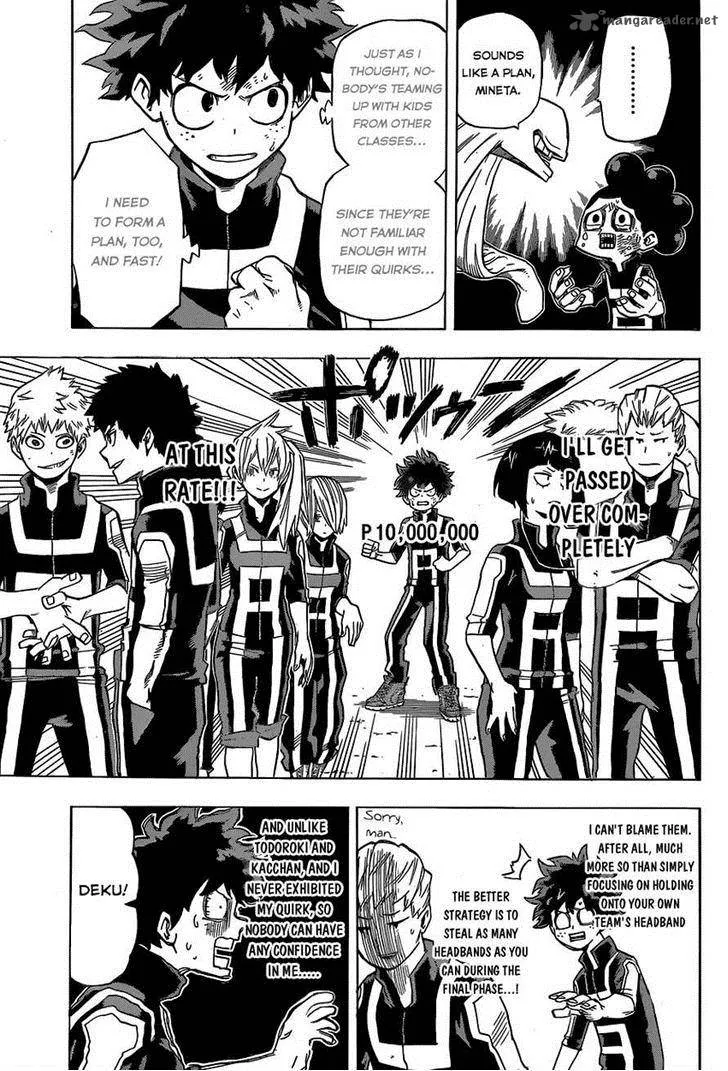 mangareader.net
..........
SOUNDS
LIKE A PLAN,
MINETA.
JUST AS I
THOUGHT, NO-
BODY'S TEAMING
UP WITH KIDS
FROM OTHER
CLASSES...
SINCE THEY'RE
NOT FAMILIAR
ENOUGH WITH
THEIR QUIRKS...
I NEED
TO FORM A
PLAN, TOO,
AND FAST!
ポツゥーン
I'LL GET
PASSED
OVER COM-
PLETELY
P 10,000,000
AT THIS
RATE!!!
I CAN'T BLAME THEM.
AFTER ALL, MUCH
MORE SO THAN SIMPLY
FOCUSING ON HOLDING
ONTO YOUR OWN
TEAM'S HEADBAND
THE BETTER
STRATEGY IS TO
STEAL AS MANY
HEADBANDS AS YOU
CAN DURING THE
FINAL PHASE...!
Sorry,
man
AND UNLIKE
TODOROKI AND
KACCHAN, AND I
NEVER EXHIBITED
MY QUIRK, SO
NOBODY CAN HAVE
ANY CONFIDENCE
IN ME.....
DEKU!